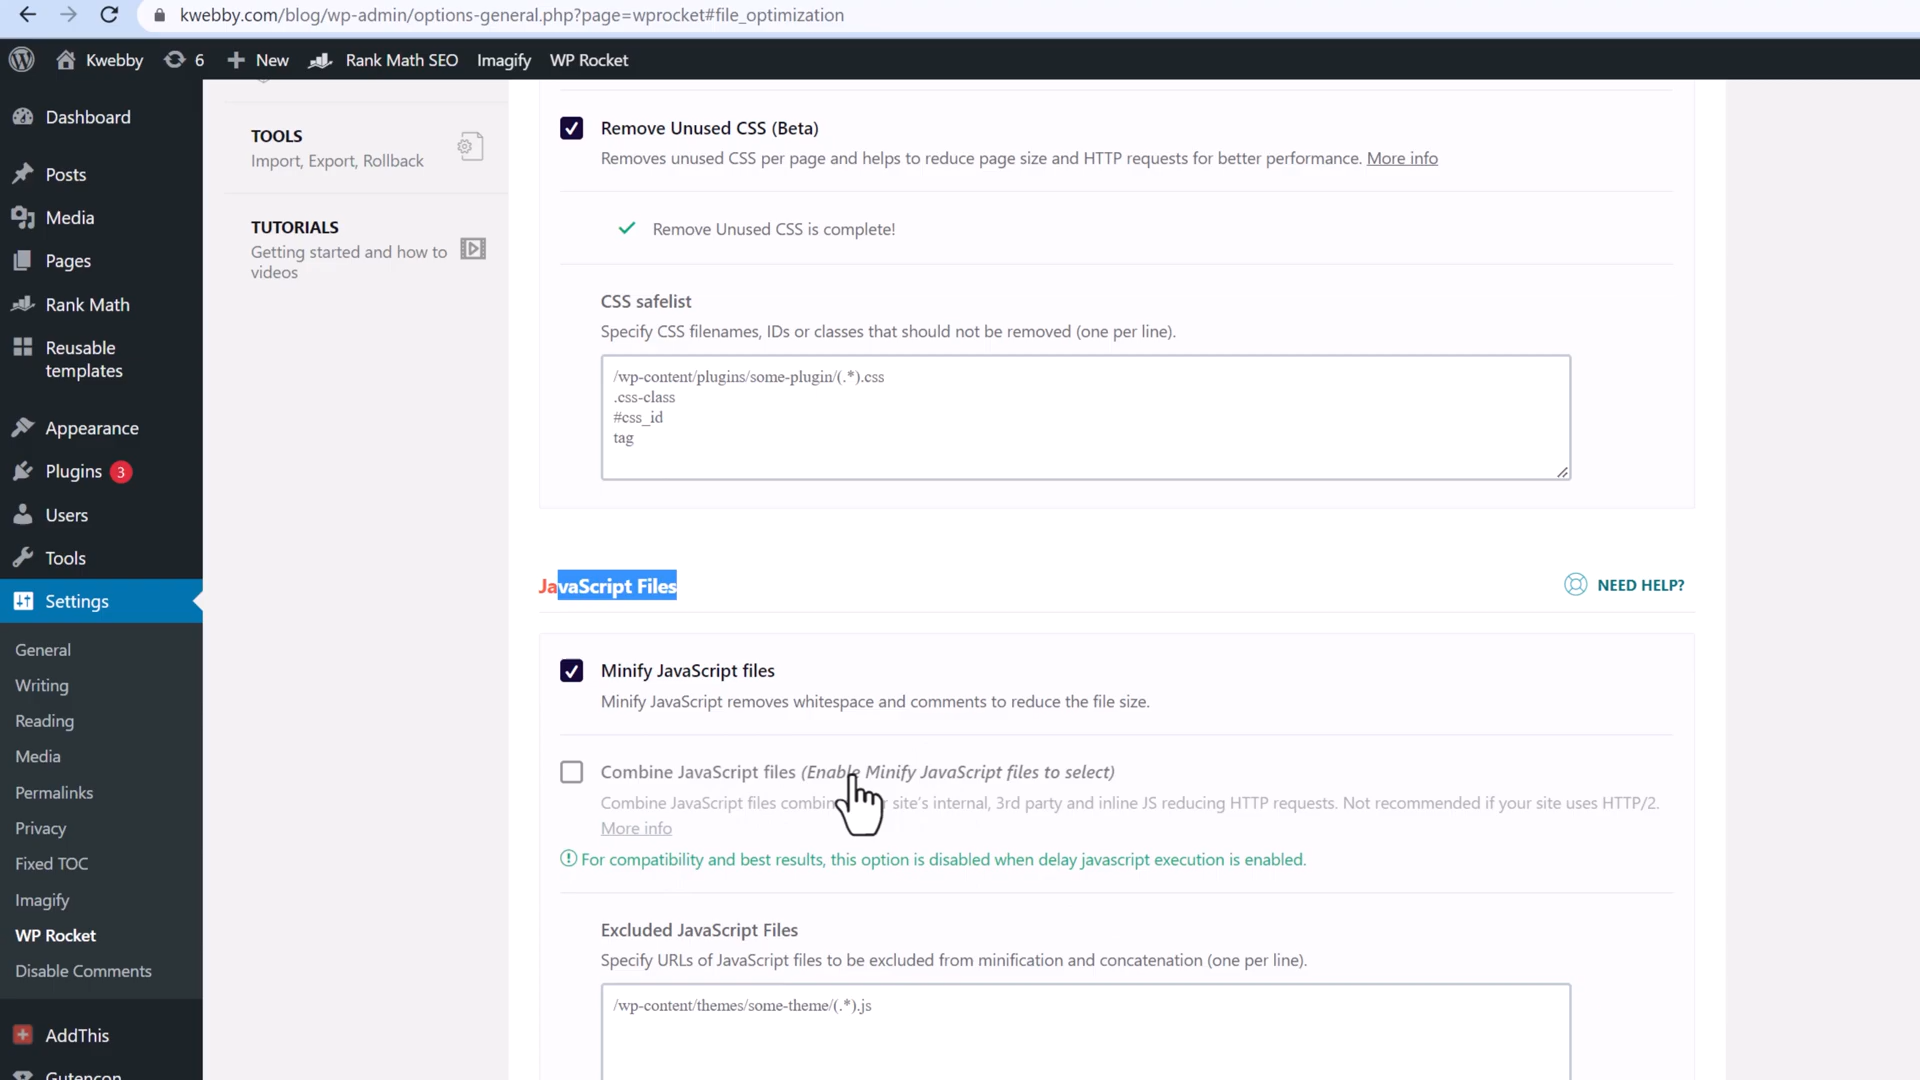 kwebby.com/blog/wp-admin/options-general.php?page=wprocket#file_optimization
Kwebby
6
New
Rank Math SEO
Imagify
WP Rocket
Dashboard
Posts
Media
Pages
Rank Math
Reusable
templates
Appearance
Plugins 3
Users
Tools
Settings
General
Writing
Reading
Media
Permalinks
Privacy
Fixed TOC
Imagify
WP Rocket
Disable Comments
AddThis
Gutencon
TOOLS
Import, Export, Rollback
TUTORIALS
Getting started and how to
videos
Remove Unused CSS (Beta)
Removes unused CSS per page and helps to reduce page size and HTTP requests for better performance. More info
Remove Unused CSS is complete!
CSS safelist
Specify CSS filenames, IDs or classes that should not be removed (one per line).
/wp-content/plugins/some-plugin/(.*).css
.css-class
#css_id
tag
JavaScript Files
NEED HELP?
Minify JavaScript files
Minify JavaScript removes whitespace and comments to reduce the file size.
Combine JavaScript files (Enable Minify JavaScript files to select)
Combine JavaScript files combin site's internal, 3rd party and inline JS reducing HTTP requests. Not recommended if your site uses HTTP/2.
More info
For compatibility and best results, this option is disabled when delay javascript execution is enabled.
Excluded JavaScript Files
Specify URLs of JavaScript files to be excluded from minification and concatenation (one per line).
/wp-content/themes/some-theme/(.*).js